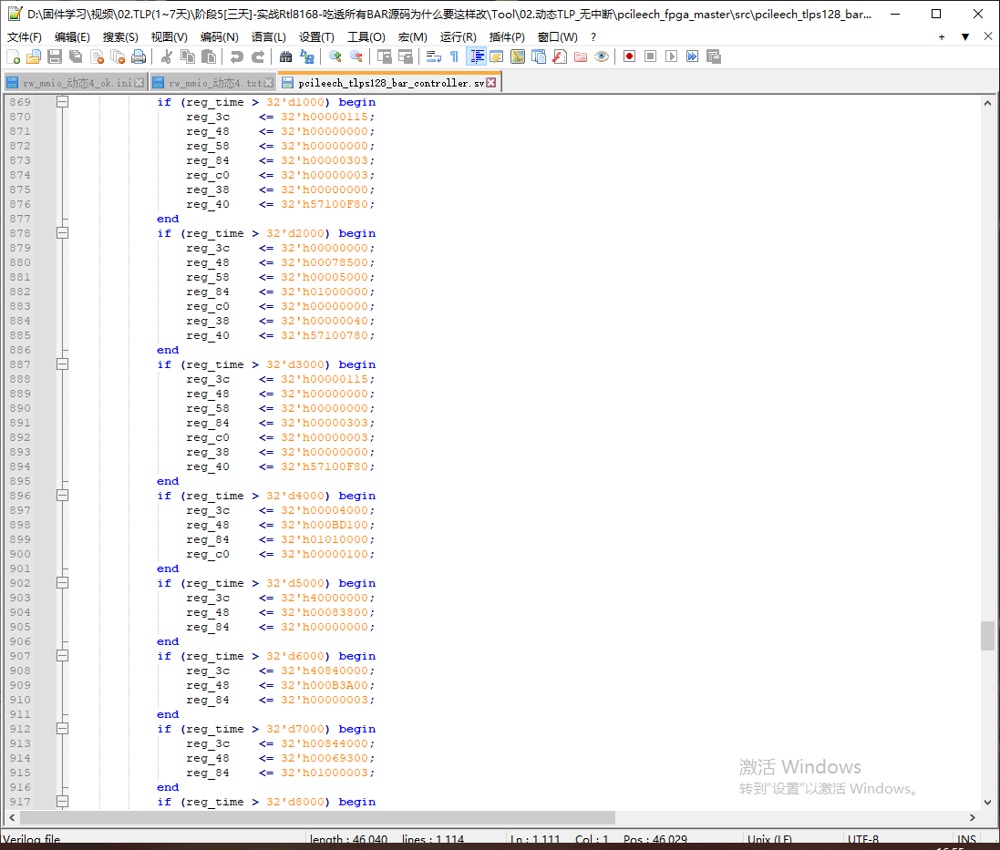 D:\固件学习\视频\02.TLP(1~7天)\阶段5[三天]-实战Rtl8168-吃透所有BAR源码为什么要这样改\Tool\02.动态TLP_无中断\pcileech_fpga_master\src\pcileech_tlps128_bar...
文件(F) 编辑(E) 搜索(S) 视图(V) 编码(N) 语言(L) 设置(T) 工具(O) 宏(M) 运行(R) 插件(P) 窗口(W) ?
rw_mmio_动态4_ok.ini rw_mmio_动态4.txt pcileech_tlps128_bar_controller.sv
869 if (reg_time > 32'd1000) begin
870 reg_3c <= 32'h00000115;
871 reg_48 <= 32'h00000000;
872 reg_58 <= 32'h00000000;
873 reg_84 <= 32'h00000303;
874 reg_c0 <= 32'h00000003;
875 reg_38 <= 32'h00000000;
876 reg_40 <= 32'h57100F80;
877 end
878 if (reg_time > 32'd2000) begin
879 reg_3c <= 32'h00000000;
880 reg_48 <= 32'h00078500;
881 reg_58 <= 32'h00005000;
882 reg_84 <= 32'h01000000;
883 reg_c0 <= 32'h00000000;
884 reg_38 <= 32'h00000040;
885 reg_40 <= 32'h57100780;
886 end
887 if (reg_time > 32'd3000) begin
888 reg_3c <= 32'h00000115;
889 reg_48 <= 32'h00000000;
890 reg_58 <= 32'h00000000;
891 reg_84 <= 32'h00000303;
892 reg_c0 <= 32'h00000003;
893 reg_38 <= 32'h00000000;
894 reg_40 <= 32'h57100F80;
895 end
896 if (reg_time > 32'd4000) begin
897 reg_3c <= 32'h00004000;
898 reg_48 <= 32'h000BD100;
899 reg_84 <= 32'h01010000;
900 reg_c0 <= 32'h00000100;
901 end
902 if (reg_time > 32'd5000) begin
903 reg_3c <= 32'h40000000;
904 reg_48 <= 32'h00083800;
905 reg_84 <= 32'h00000000;
906 end
907 if (reg_time > 32'd6000) begin
908 reg_3c <= 32'h40840000;
909 reg_48 <= 32'h000B3A00;
910 reg_84 <= 32'h00000003;
911 end
912 if (reg_time > 32'd7000) begin
913 reg_3c <= 32'h00844000;
914 reg_48 <= 32'h00069300;
915 reg_84 <= 32'h01000003;
916 end
917 if (reg_time > 32'd8000) begin
激活 Windows
转到“设置”以激活 Windows。
Verilog file length : 46,040 lines : 1,114 Ln : 1,111 Col : 1 Pos : 46,029 Unix (LF) UTF-8 INS